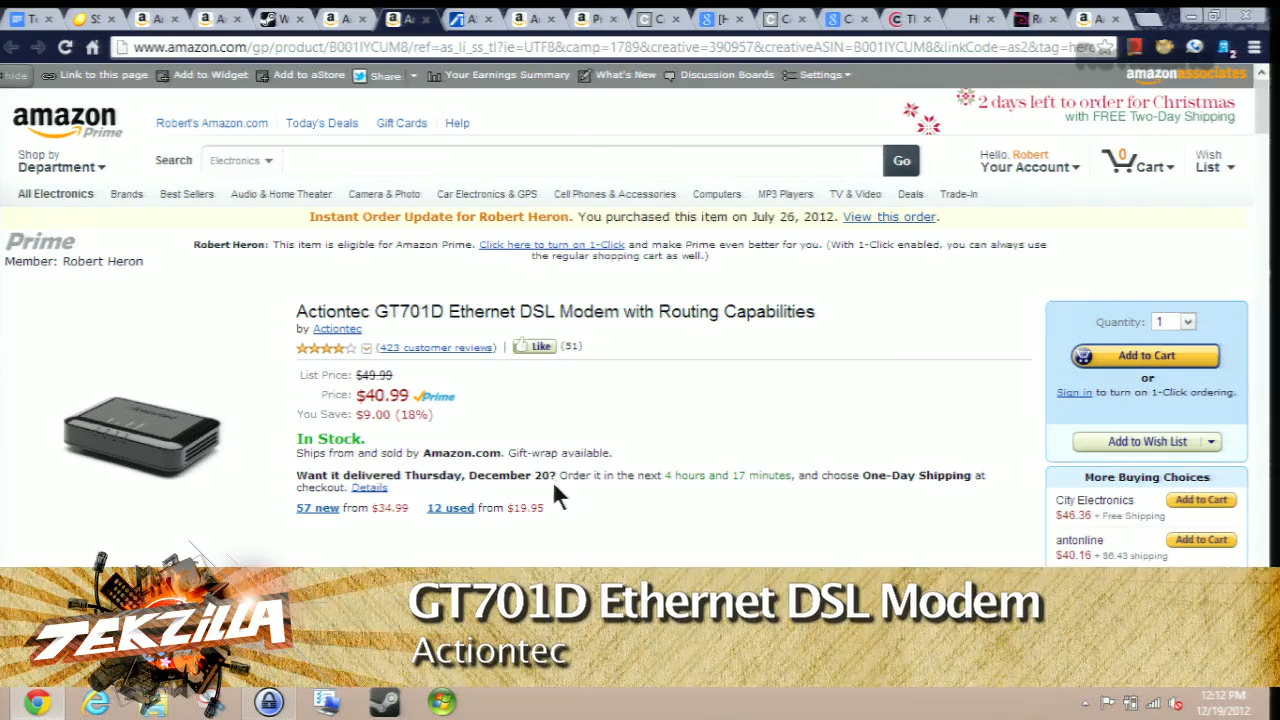 www.amazon.com/gp/product/B001IYCUM8/ref=as_li_ss_tl?ie=UTF8&camp=1789&creative=390957&creativeASIN=B001IYCUM8&linkCode=as2&tag=hero
hide Link to this page Add to Widget Add to aStore Share Your Earnings Summary What's New Discussion Boards Settings amazonassociates
amazon Prime
Robert's Amazon.com Today's Deals Gift Cards Help
2 days left to order for Christmas
with FREE Two-Day Shipping
Shop by Department
Search Electronics Go
Hello, Robert Your Account
0 Cart
Wish List
All Electronics Brands Best Sellers Audio & Home Theater Camera & Photo Car Electronics & GPS Cell Phones & Accessories Computers MP3 Players TV & Video Deals Trade-In
Instant Order Update for Robert Heron. You purchased this item on July 26, 2012. View this order.
Prime
Member: Robert Heron
Robert Heron: This item is eligible for Amazon Prime. Click here to turn on 1-Click and make Prime even better for you. (With 1-Click enabled, you can always use
the regular shopping cart as well.)
Actiontec GT701D Ethernet DSL Modem with Routing Capabilities
by Actiontec
(423 customer reviews) | Like (51)
List Price: $49.99
Price: $40.99 Prime
You Save: $9.00 (18%)
In Stock.
Ships from and sold by Amazon.com. Gift-wrap available.
Want it delivered Thursday, December 20? Order it in the next 4 hours and 17 minutes, and choose One-Day Shipping at
checkout. Details
57 new from $34.99 12 used from $19.95
Quantity: 1
Add to Cart
or
Sign in to turn on 1-Click ordering.
Add to Wish List
More Buying Choices
City Electronics Add to Cart
$46.36 + Free Shipping
antonline Add to Cart
$40.16 + $6.43 shipping
TEKZILLA
GT701D Ethernet DSL Modem
Actiontec
12:12 PM
12/19/2012